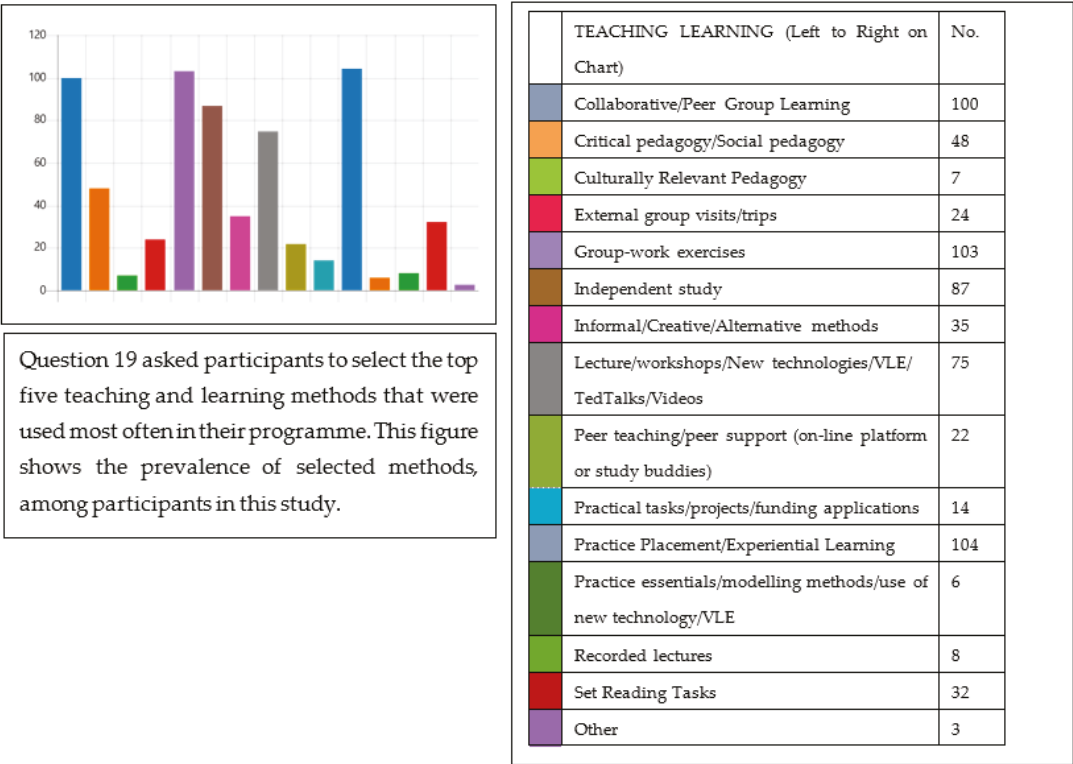 120
100
80
60
40
20
0
Question 19 asked participants to select the top
five teaching and learning methods that were
used most often in their programme. This figure
shows the prevalence of selected methods,
among participants in this study.
TEACHING LEARNING (Left to Right on No.
Chart)
Collaborative/Peer Group Learning 100
Critical pedagogy/Social pedagogy 48
Culturally Relevant Pedagogy 7
External group visits/trips 24
Group-work exercises 103
Independent study 87
Informal/Creative/Alternative methods 35
Lecture/workshops/New technologies/VLE/ 75
TedTalks/Videos
Peer teaching/peer support (on-line platform 22
or study buddies)
Practical tasks/projects/funding applications 14
Practice Placement/Experiential Learning 104
Practice essentials/modelling methods/use of 6
new technology/VLE
Recorded lectures 8
Set Reading Tasks 32
Other 3